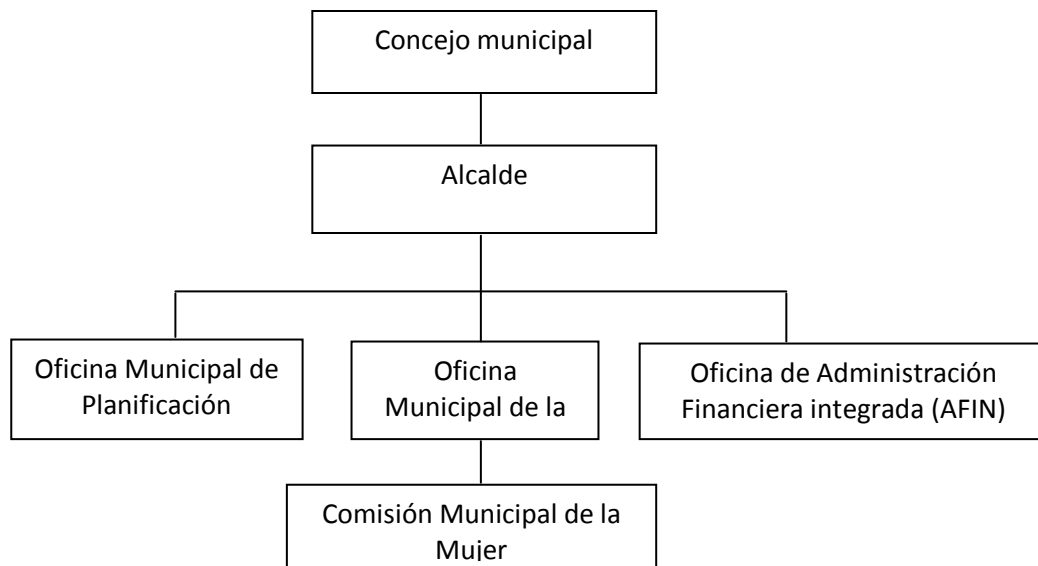 Concejo municipal
Alcalde
Oficina Municipal de
Planificación
Oficina
Municipal de la
Oficina de Administración
Financiera integrada (AFIN)
Comisión Municipal de la
Mujer